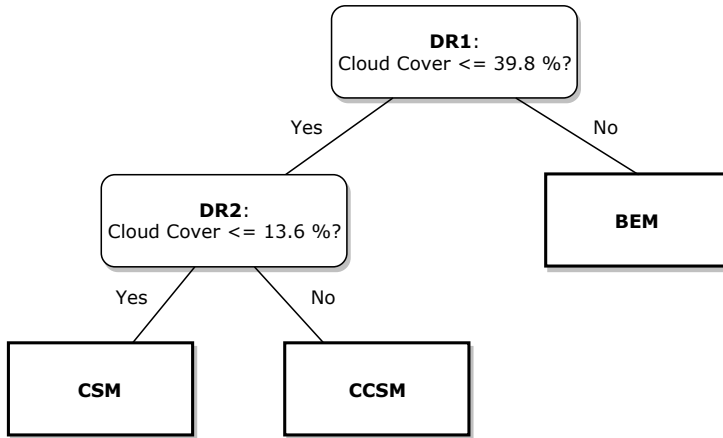 DR1:
Cloud Cover <= 39.8 %?
Yes
No
DR2:
Cloud Cover <= 13.6 %?
BEM
Yes
No
CSM
CCSM